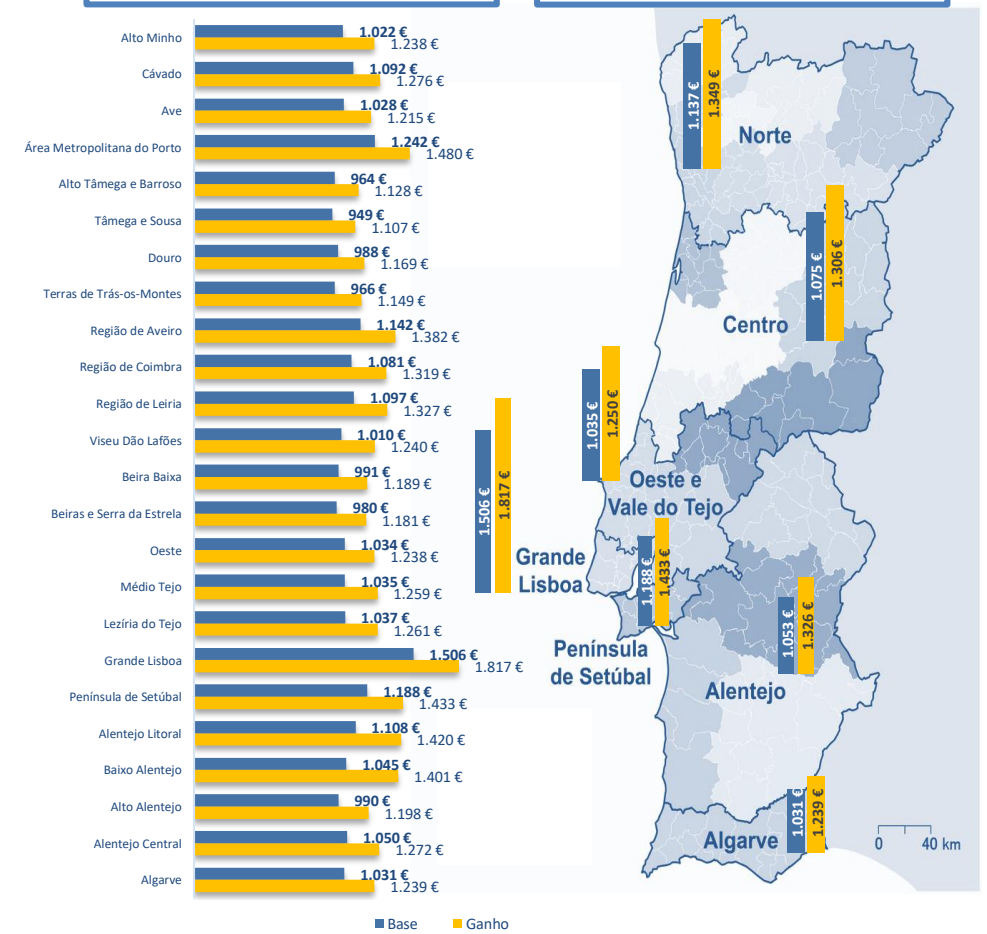 Alto Minho
1.022 €
1.238 €
Cávado
1.092 €
1.276 €
Ave
1.028 €
1.215 €
Área Metropolitana do Porto
1.242 €
1.480 €
Alto Tâmega e Barroso
964 €
1.128 €
Tâmega e Sousa
949 €
1.107 €
Douro
988 €
1.169 €
Terras de Trás-os-Montes
966 €
1.149 €
Região de Aveiro
1.142 €
1.382 €
Região de Coimbra
1.081 €
1.319 €
Região de Leiria
1.097 €
1.327 €
Viseu Dão Lafões
1.010 €
1.240 €
Beira Baixa
991 €
1.189 €
Beiras e Serra da Estrela
980 €
1.181 €
Oeste
1.034 €
1.238 €
Médio Tejo
1.035 €
1.259 €
Lezíria do Tejo
1.037 €
1.261 €
Grande Lisboa
1.506 €
1.817 €
Península de Setúbal
1.188 €
1.433 €
Alentejo Litoral
1.108 €
1.420 €
Baixo Alentejo
1.045 €
1.401 €
Alto Alentejo
990 €
1.198 €
Alentejo Central
1.050 €
1.272 €
Algarve
1.031 €
1.239 €
Base
Ganho
1.137 €
1.349 €
Norte
1.075 €
1.306 €
Centro
1.035 €
1.250 €
Oeste e
Vale do Tejo
1.506 €
1.817 €
Grande
Lisboa
1.188 €
1.433 €
Península
de Setúbal
1.053 €
1.326 €
Alentejo
1.031 €
1.239 €
Algarve
0 40 km